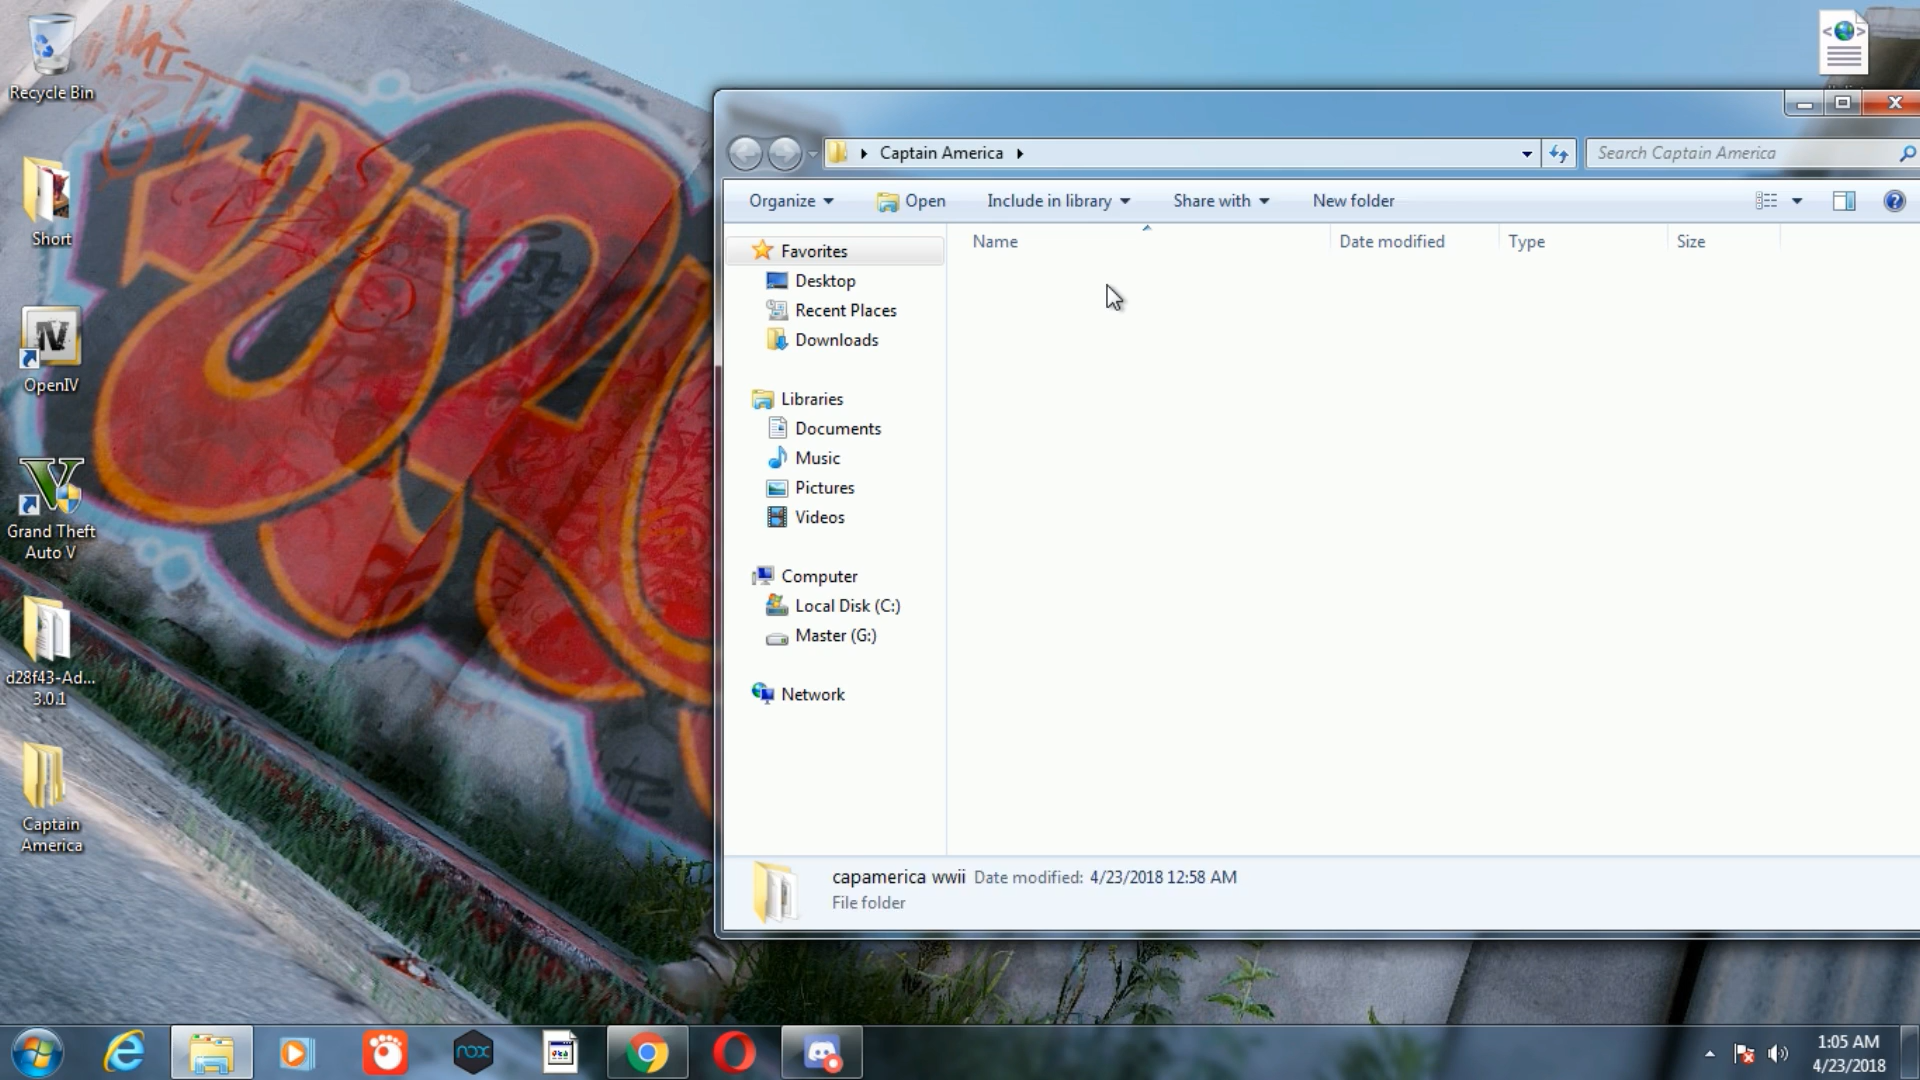 Recycle Bin
Short
OpenIV
Grand Theft
Auto V
d28f43-Ad...
3.0.1
Captain
America
Captain America
Search Captain America
Organize
Open
Include in library
Share with
New folder
Name
Date modified
Type
Size
Favorites
Desktop
Recent Places
Downloads
Libraries
Documents
Music
Pictures
Videos
Computer
Local Disk (C:)
Master (G:)
Network
capamerica wwii Date modified: 4/23/2018 12:58 AM
File folder
nox
1:05 AM
4/23/2018